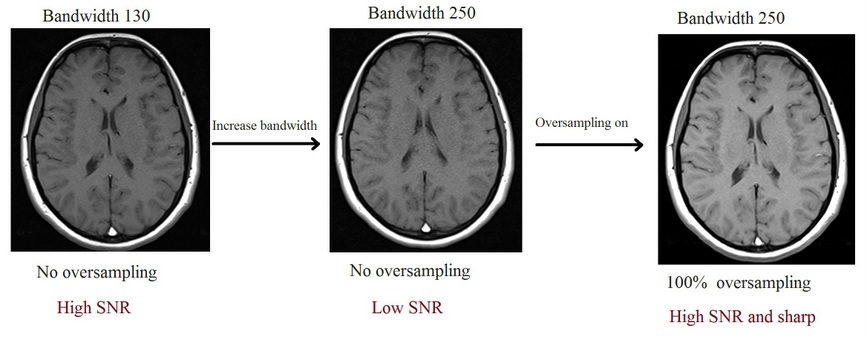 Bandwidth 130
Bandwidth 250
Bandwidth 250
Increase bandwidth
Oversampling on
No oversampling
No oversampling
100%  oversampling
High SNR
Low SNR
High SNR and sharp